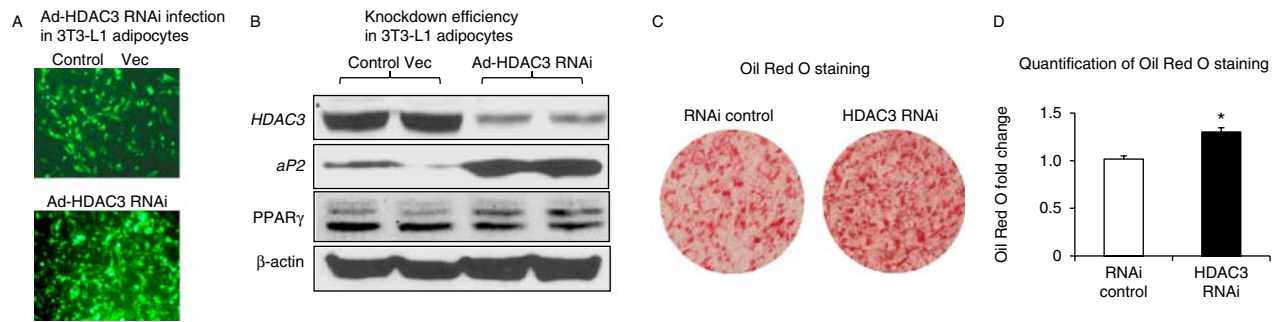 A
Ad-HDAC3 RNAi infection
in 3T3-L1 adipocytes
Control Vec
Ad-HDAC3 RNAi
B
Knockdown efficiency
in 3T3-L1 adipocytes
Control Vec
Ad-HDAC3 RNAi
HDAC3
aP2
PPARγ
β-actin
C
Oil Red O staining
RNAi control
HDAC3 RNAi
D
Quantification of Oil Red O staining
Oil Red O fold change
1.5
1.0
0.5
0
*
RNAi
control
HDAC3
RNAi